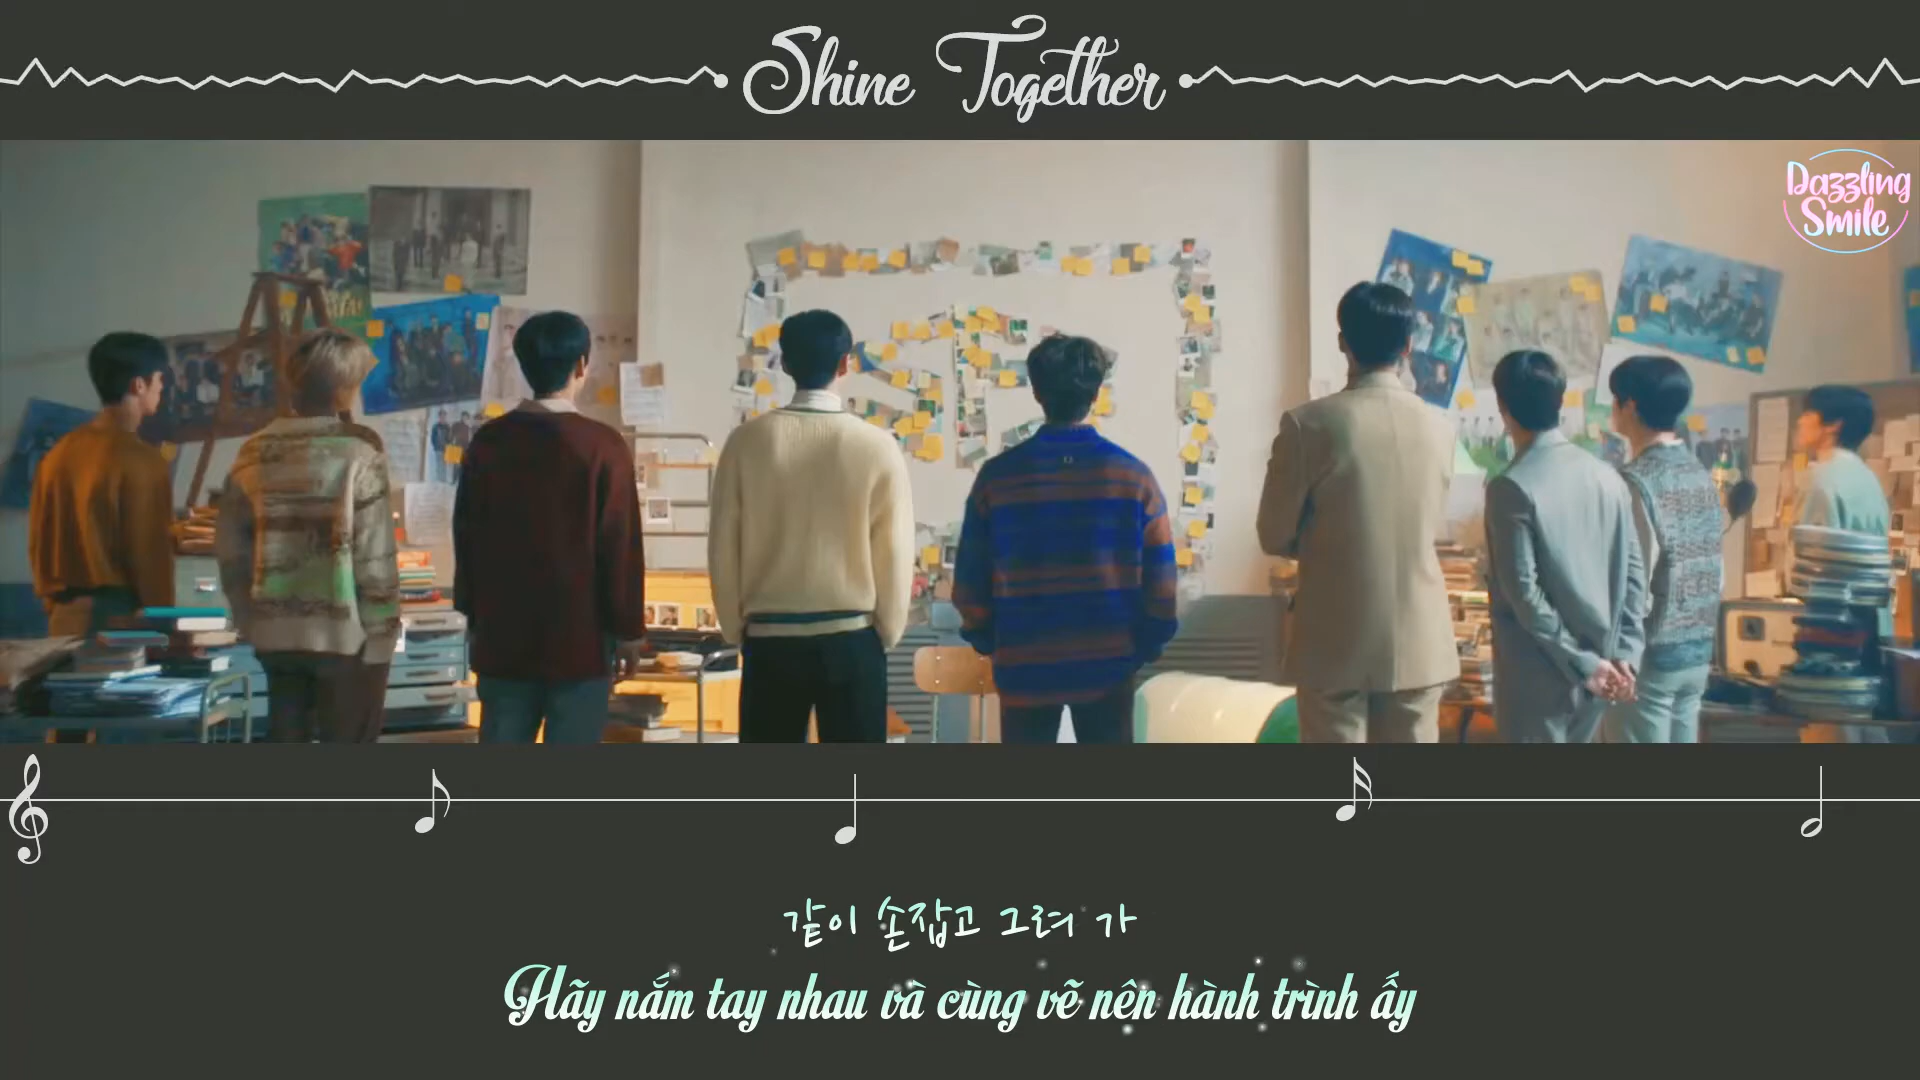 Shine Together
Dazzling
Smile
같이 손잡고 그려 가
Hãy nắm tay nhau và cùng vẽ nên hành trình ấy